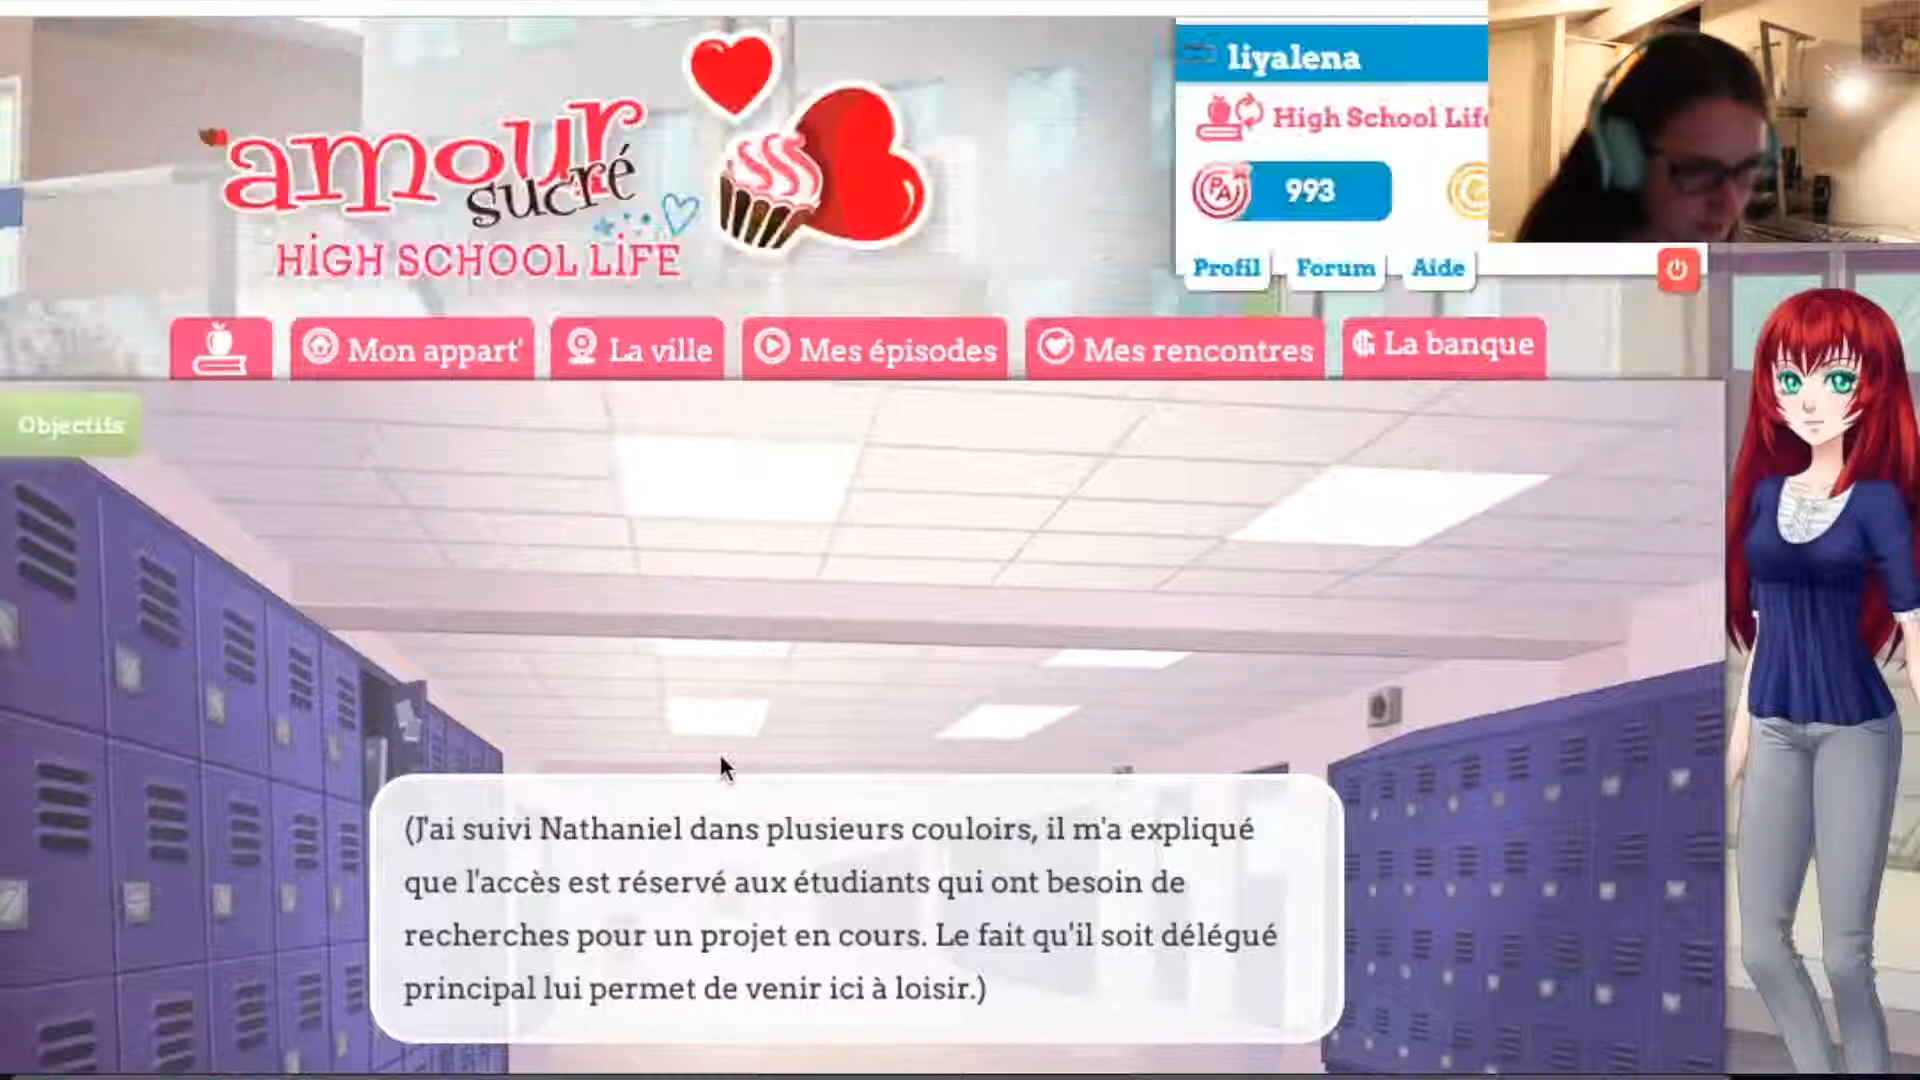 amour
sucré
HIGH SCHOOL LIFE
liyalena
High School Life
PA
993
Profil
Forum
Aide
Mon appart'
La ville
Mes épisodes
Mes rencontres
La banque
Objectifs
(J'ai suivi Nathaniel dans plusieurs couloirs, il m'a expliqué
que l'accès est réservé aux étudiants qui ont besoin de
recherches pour un projet en cours. Le fait qu'il soit délégué
principal lui permet de venir ici à loisir.)